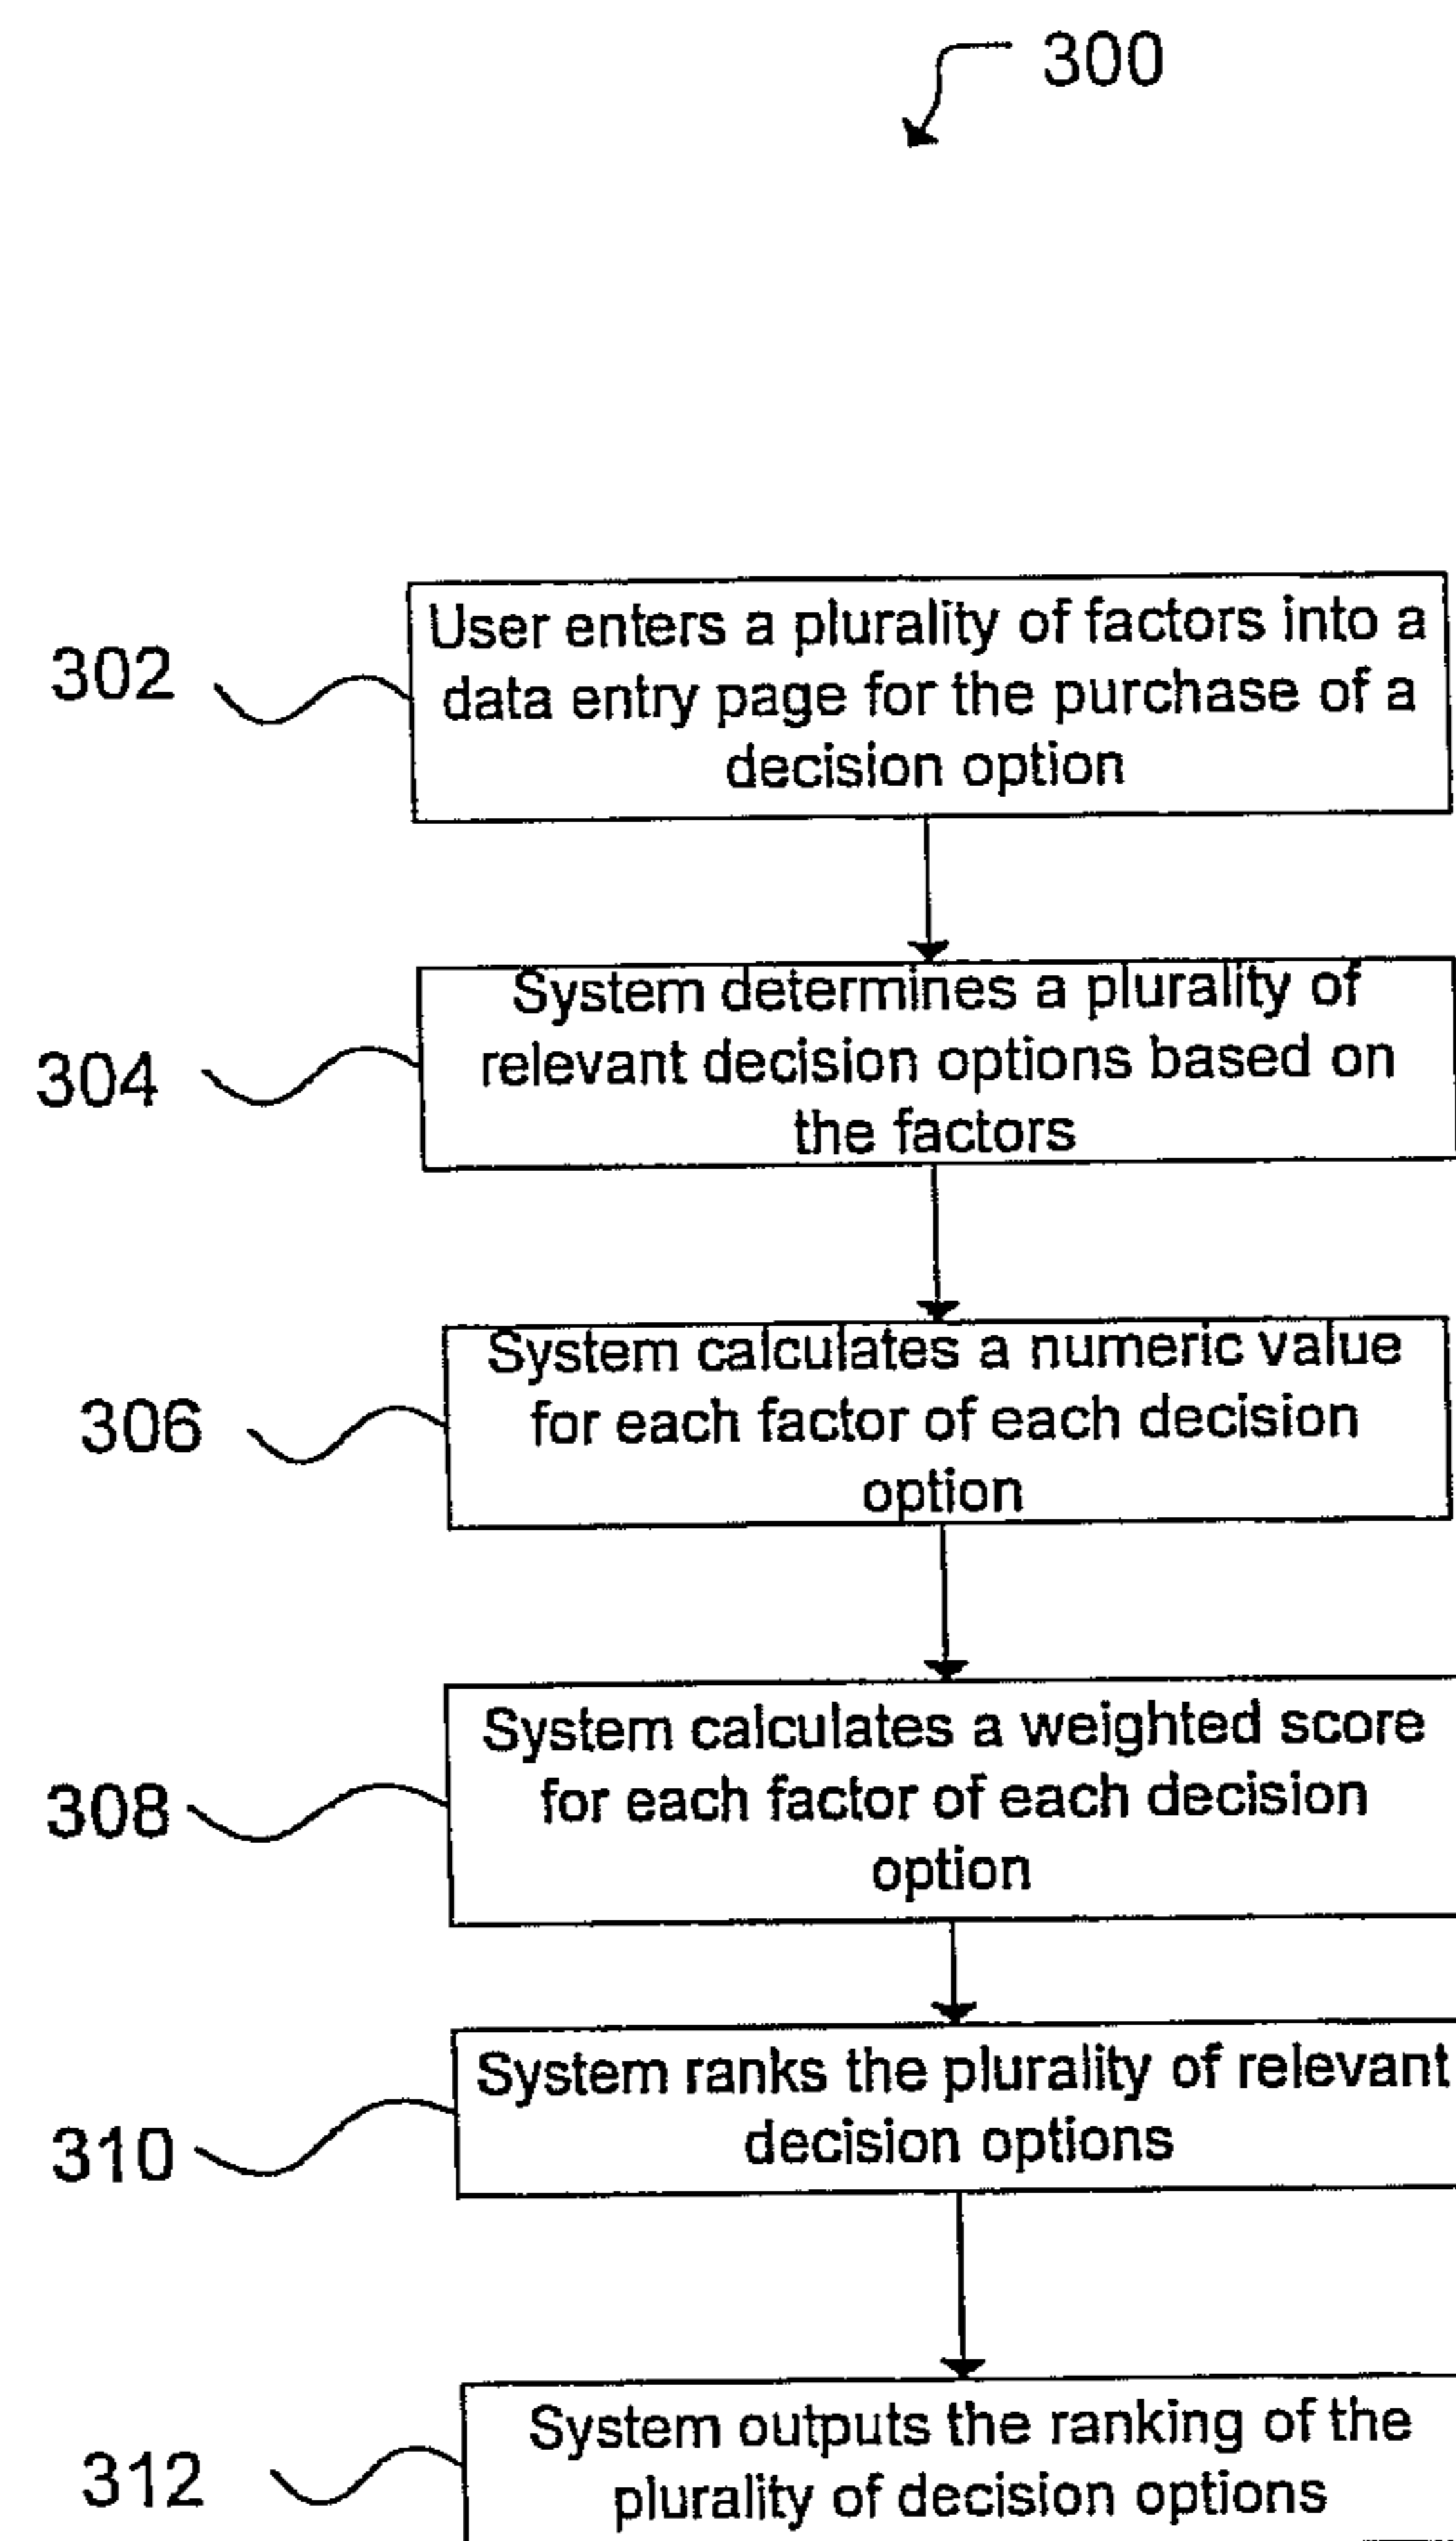 300
302
User enters a plurality of factors into a
data entry page for the purchase of a
decision option
304
System determines a plurality of
relevant decision options based on
the factors
306
System calculates a numeric value
for each factor of each decision
option
308
System calculates a weighted score
for each factor of each decision
option
310
System ranks the plurality of relevant
decision options
312
System outputs the ranking of the
plurality of decision options